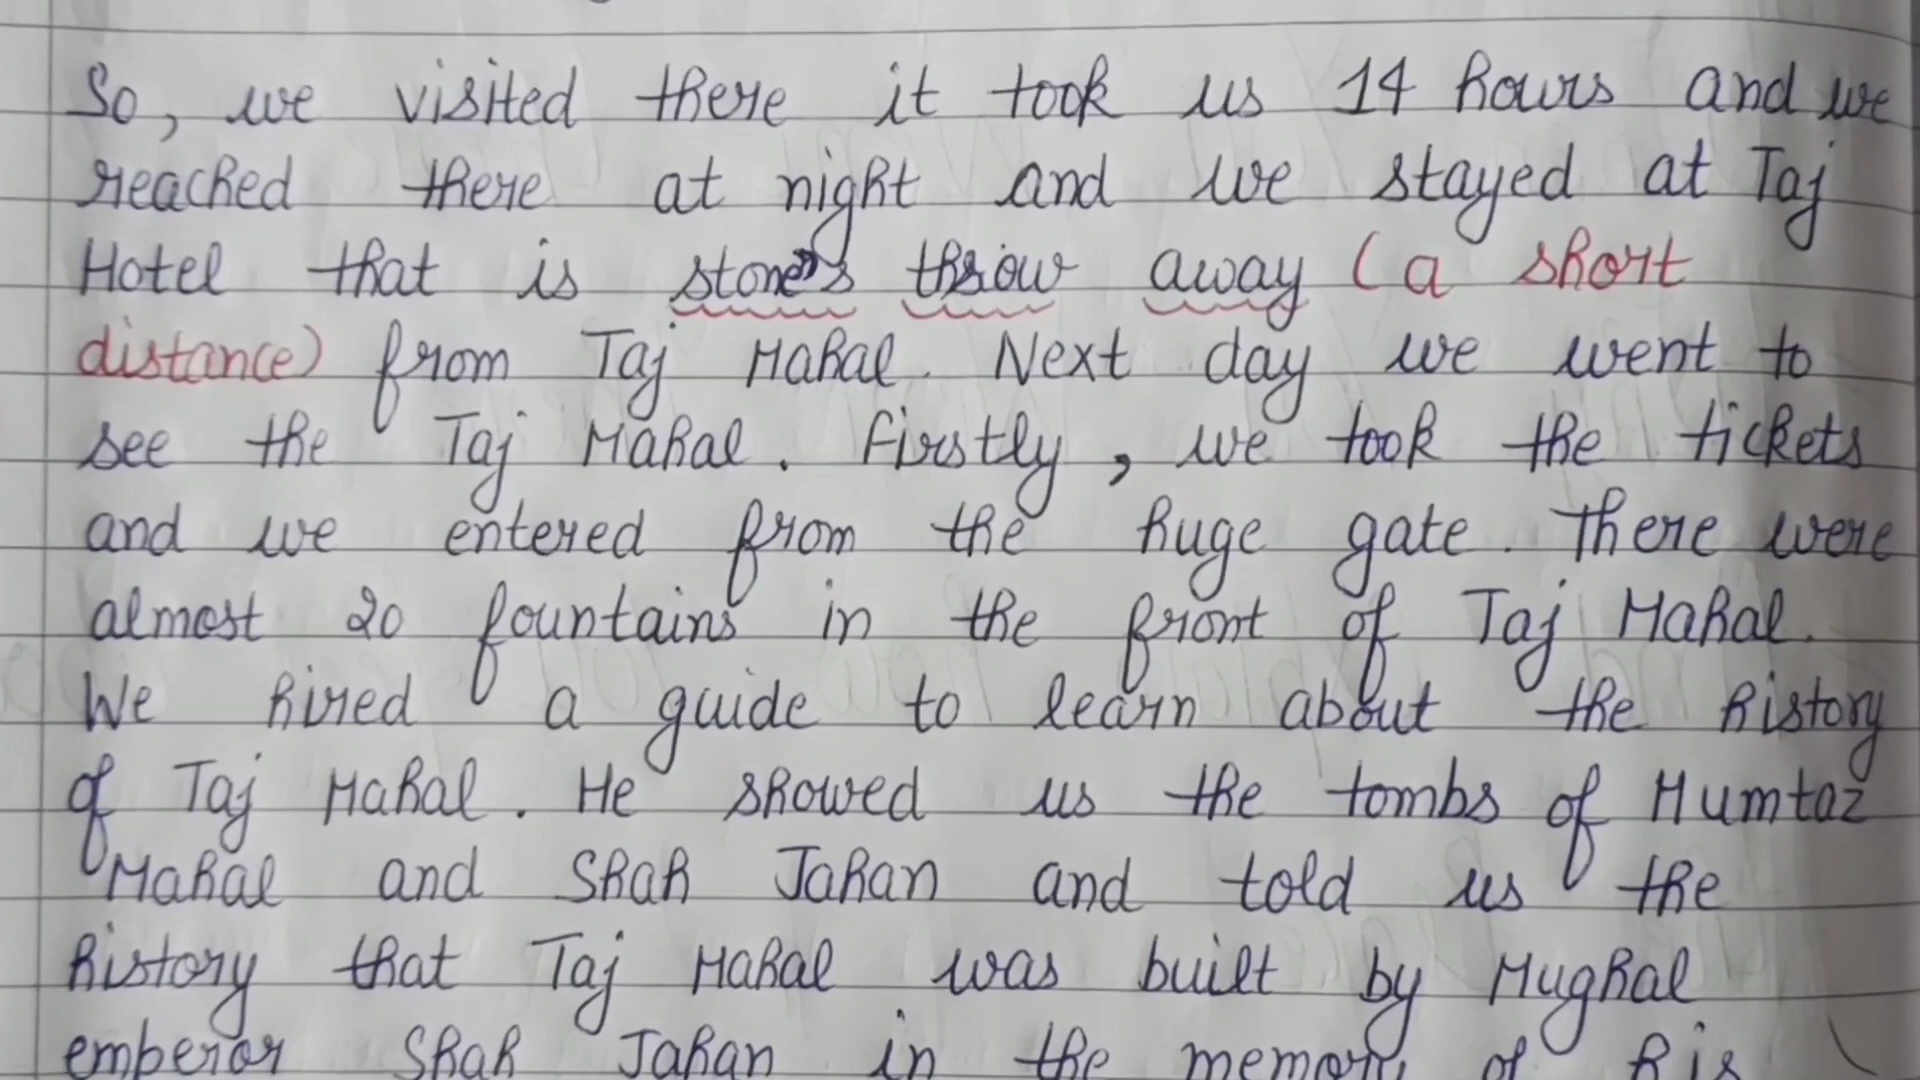 So, we visited there it took us 14 hours and we
reached there at night and we stayed at Taj
Hotel that is stone's throw away (a short
distance) from Taj Mahal. Next day we went to
see the Taj Mahal. Firstly, we took the tickets
and we entered from the huge gate. There were
almost 20 fountains in the front of Taj Mahal.
We hired a guide to learn about the history
of Taj Mahal. He showed us the tombs of Mumtaz
Mahal and Shah Jahan and told us the
history that Taj Mahal was built by Mughal
emberor Shah Jahan in the memory of his